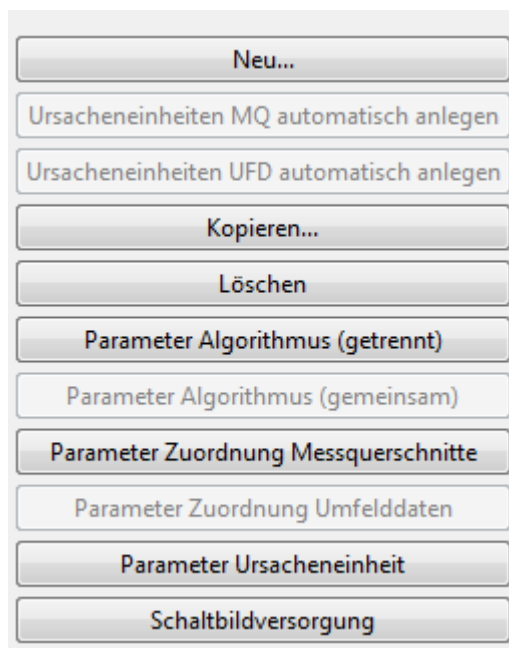 Neu...
Ursacheneinheiten MQ automatisch anlegen
Ursacheneinheiten UFD automatisch anlegen
Kopieren...
Löschen
Parameter Algorithmus (getrennt)
Parameter Algorithmus (gemeinsam)
Parameter Zuordnung Messquerschnitte
Parameter Zuordnung Umfelddaten
Parameter Ursacheneinheit
Schaltbildversorgung